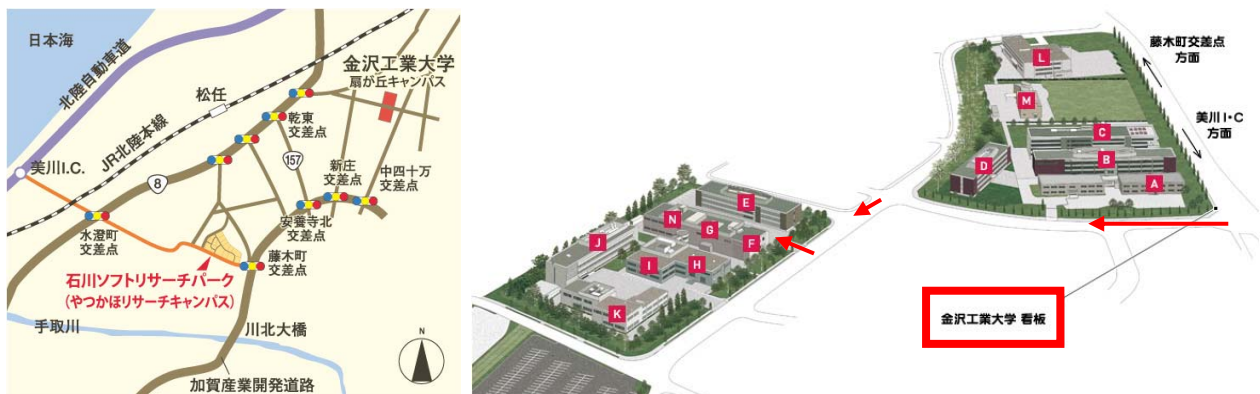 日本海
北陸自動車道
金沢工業大学
扇が丘キャンパス
松任
JR北陸本線
乾東
交差点
美川I.C.
157
新庄
交差点
中四十万
交差点
8
安養寺北
交差点
水澄町
交差点
藤木町
交差点
石川ソフトリサーチパーク
(やつかほリサーチキャンパス)
手取川
川北大橋
加賀産業開発道路
N
藤木町交差点
方面
美川I・C
方面
L
M
C
B
A
D
E
N
G
F
J
I
H
K
金沢工業大学 看板